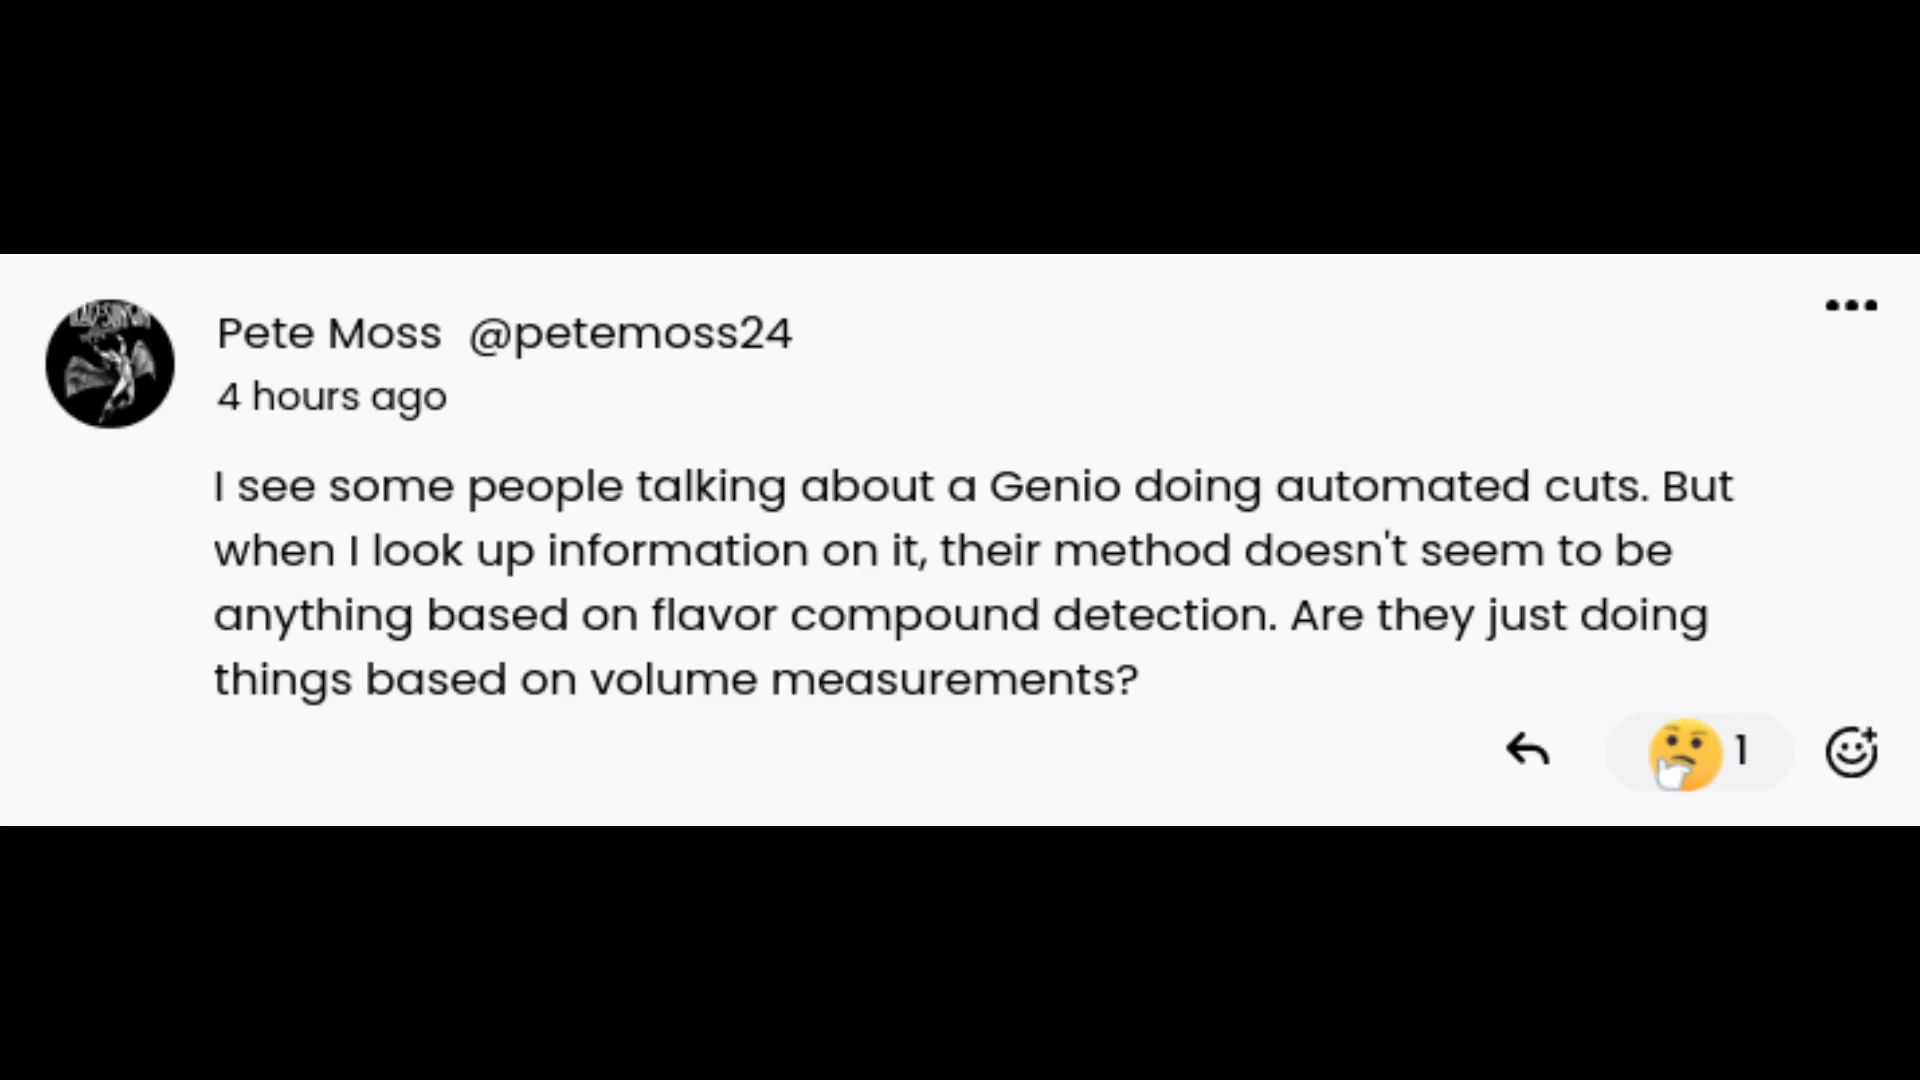 Pete Moss @petemoss24
4 hours ago
I see some people talking about a Genio doing automated cuts. But
when I look up information on it, their method doesn't seem to be
anything based on flavor compound detection. Are they just doing
things based on volume measurements?
1